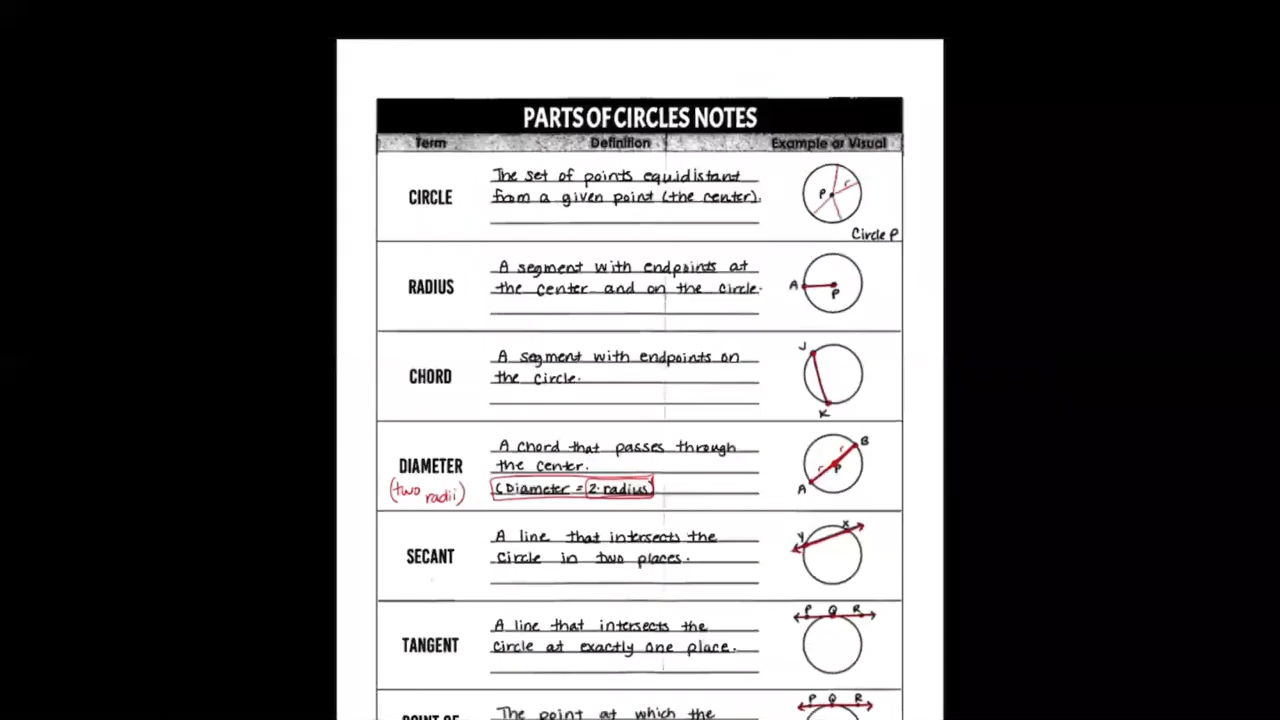 PARTS OF CIRCLES NOTES
Term Definition Example or Visual
CIRCLE
The set of points equidistant
from a given point (the center).
P r
Circle P
RADIUS
A segment with endpoints at
the center and on the circle.
A P
CHORD
A segment with endpoints on
the circle.
J
K
DIAMETER
(two radii)
A chord that passes through
the center.
(Diameter = 2·radius)
B
r
r P
A
SECANT
A line that intersects the
circle in two places.
Y X
TANGENT
A line that intersects the
circle at exactly one place.
P Q R
POINT OF
The point at which the
P Q R